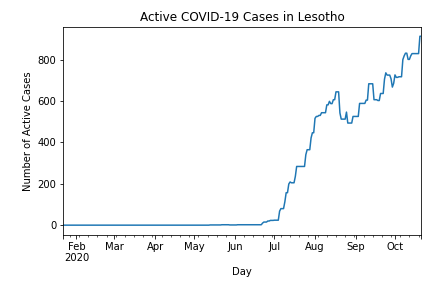 Active COVID-19 Cases in Lesotho
Number of Active Cases
800
600
400
200
0
Feb Mar Apr May Jun Jul Aug Sep Oct
2020
Day